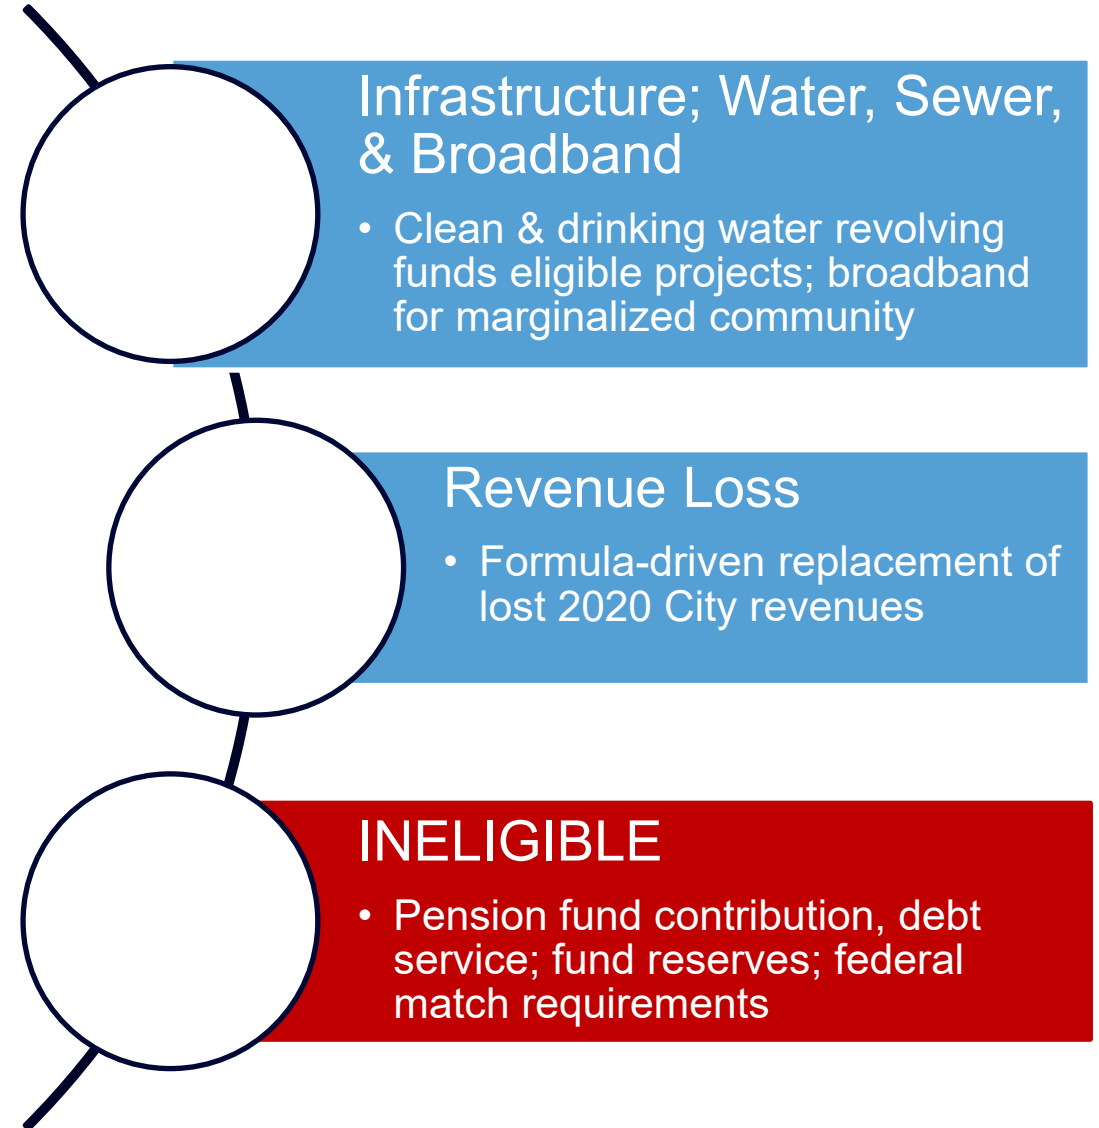 Infrastructure; Water, Sewer,
& Broadband
• Clean & drinking water revolving
funds eligible projects; broadband
for marginalized community
Revenue Loss
• Formula-driven replacement of
lost 2020 City revenues
INELIGIBLE
• Pension fund contribution, debt
service; fund reserves; federal
match requirements